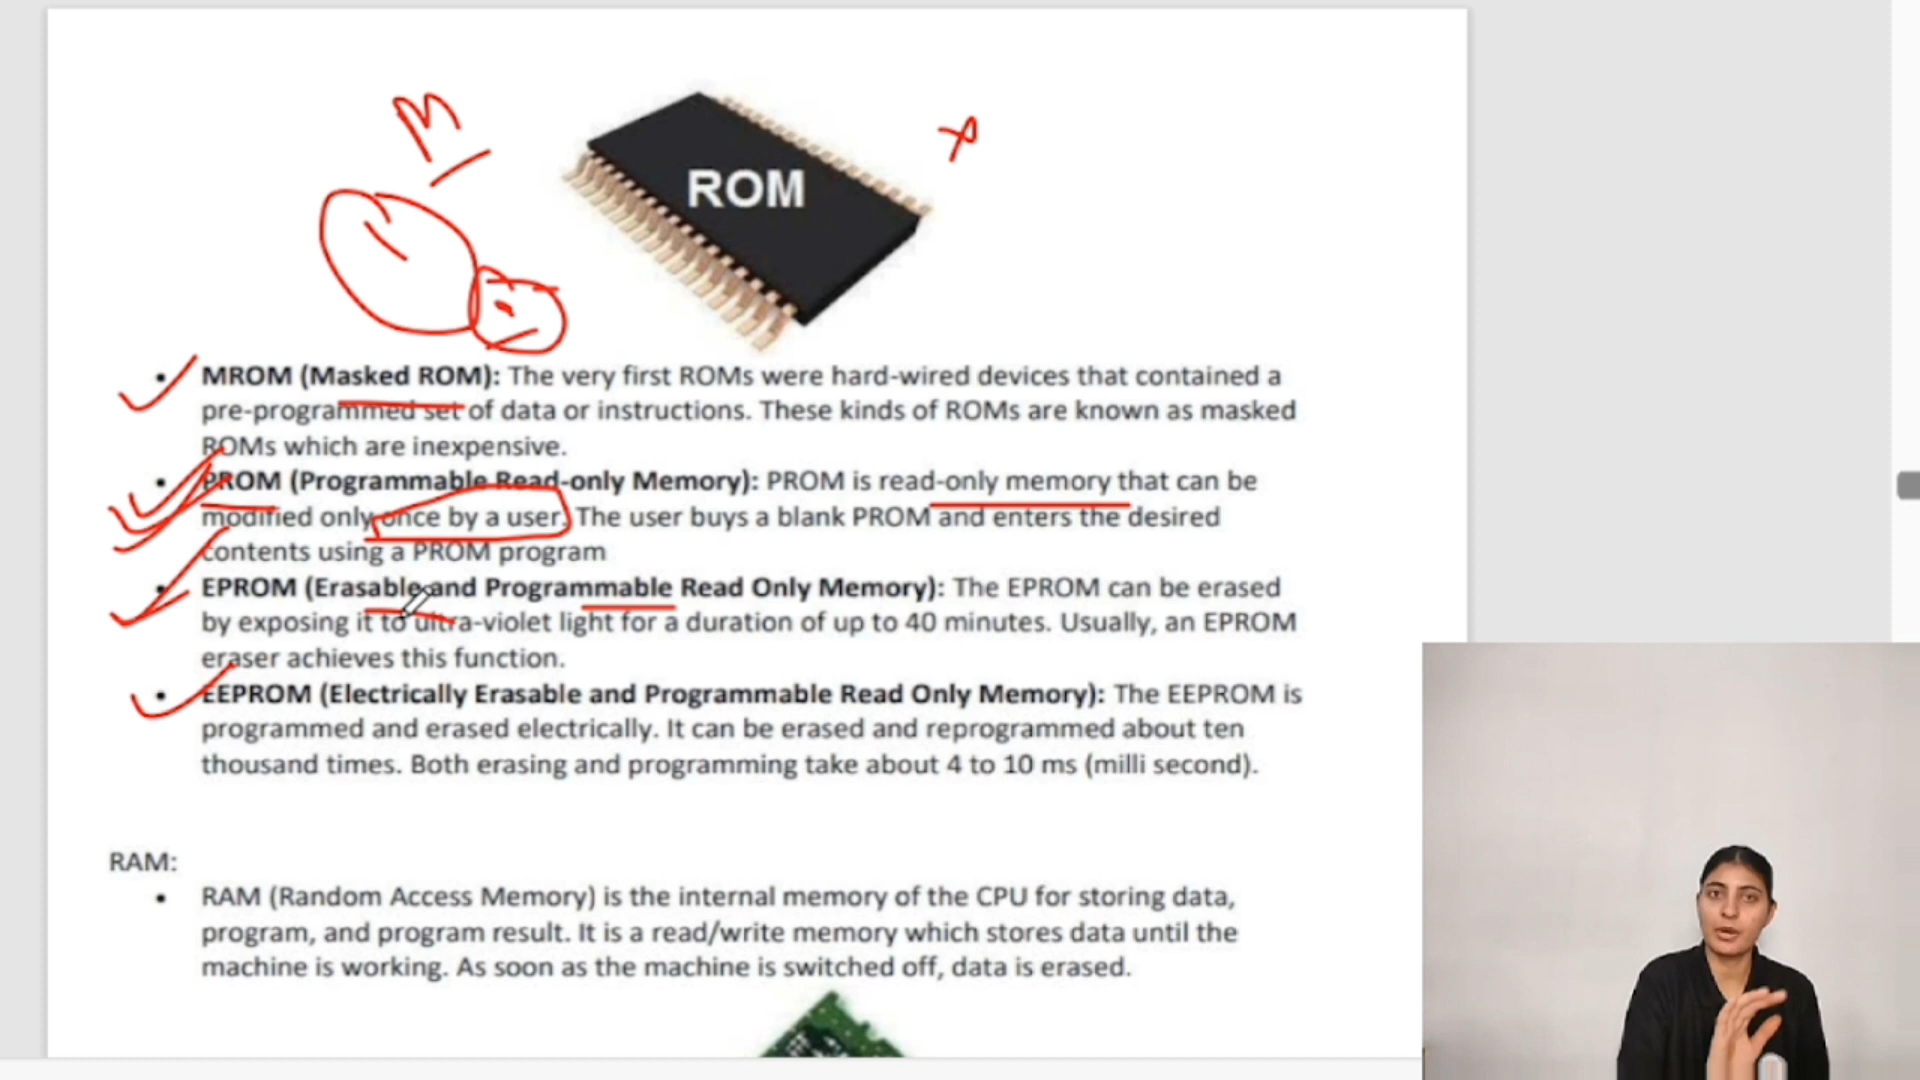 M
ROM
• MROM (Masked ROM): The very first ROMs were hard-wired devices that contained a
pre-programmed set of data or instructions. These kinds of ROMs are known as masked
ROMs which are inexpensive.
• PROM (Programmable Read-only Memory): PROM is read-only memory that can be
modified only once by a user. The user buys a blank PROM and enters the desired
contents using a PROM program
• EPROM (Erasable and Programmable Read Only Memory): The EPROM can be erased
by exposing it to ultra-violet light for a duration of up to 40 minutes. Usually, an EPROM
eraser achieves this function.
• EEPROM (Electrically Erasable and Programmable Read Only Memory): The EEPROM is
programmed and erased electrically. It can be erased and reprogrammed about ten
thousand times. Both erasing and programming take about 4 to 10 ms (milli second).
RAM:
• RAM (Random Access Memory) is the internal memory of the CPU for storing data,
program, and program result. It is a read/write memory which stores data until the
machine is working. As soon as the machine is switched off, data is erased.